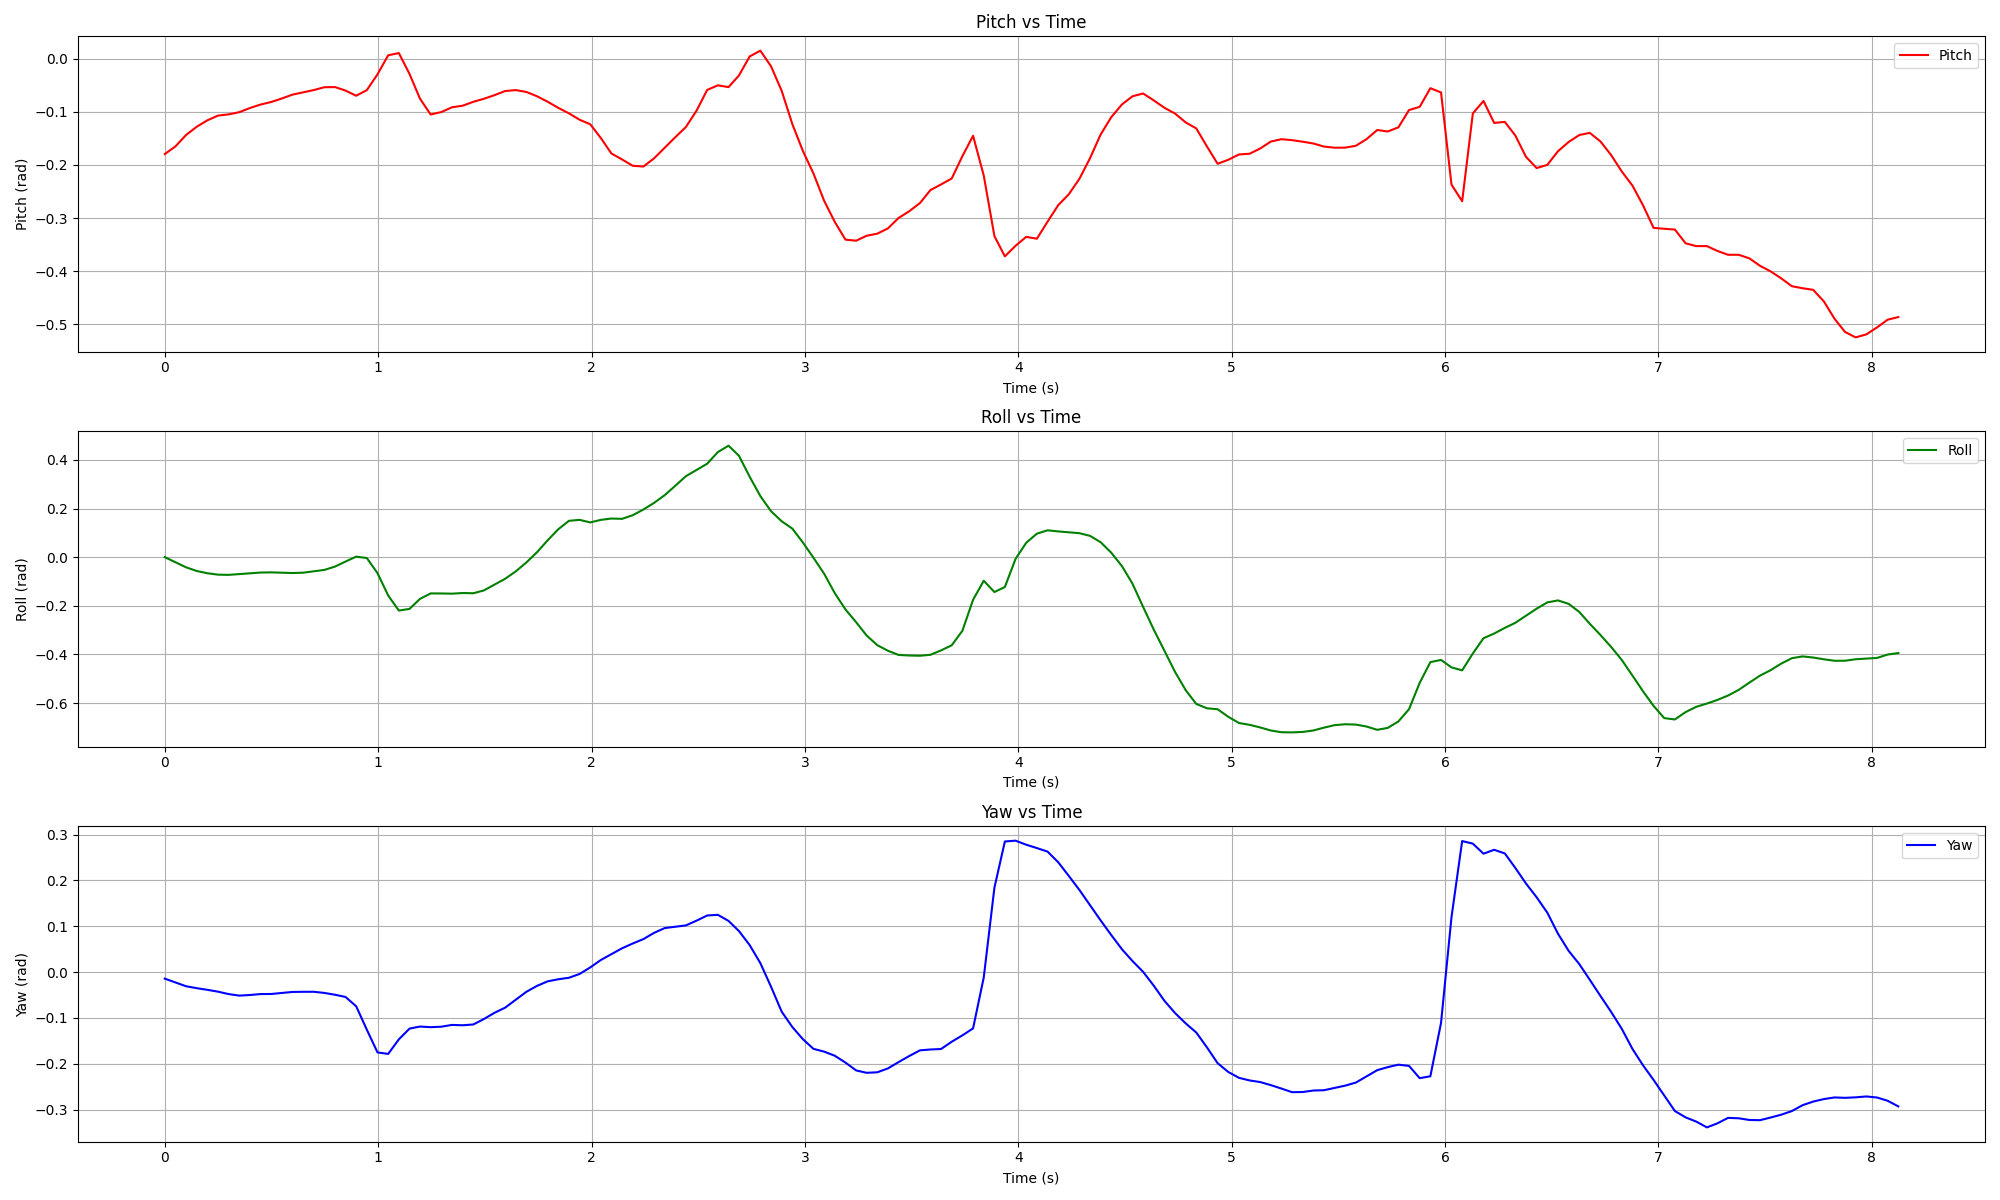 Pitch vs Time
Pitch (rad)
0.0
−0.1
−0.2
−0.3
−0.4
−0.5
Pitch
0 1 2 3 4 5 6 7 8
Time (s)
Roll vs Time
Roll (rad)
0.4
0.2
0.0
−0.2
−0.4
−0.6
Roll
0 1 2 3 4 5 6 7 8
Time (s)
Yaw vs Time
Yaw (rad)
0.3
0.2
0.1
0.0
−0.1
−0.2
−0.3
Yaw
0 1 2 3 4 5 6 7 8
Time (s)